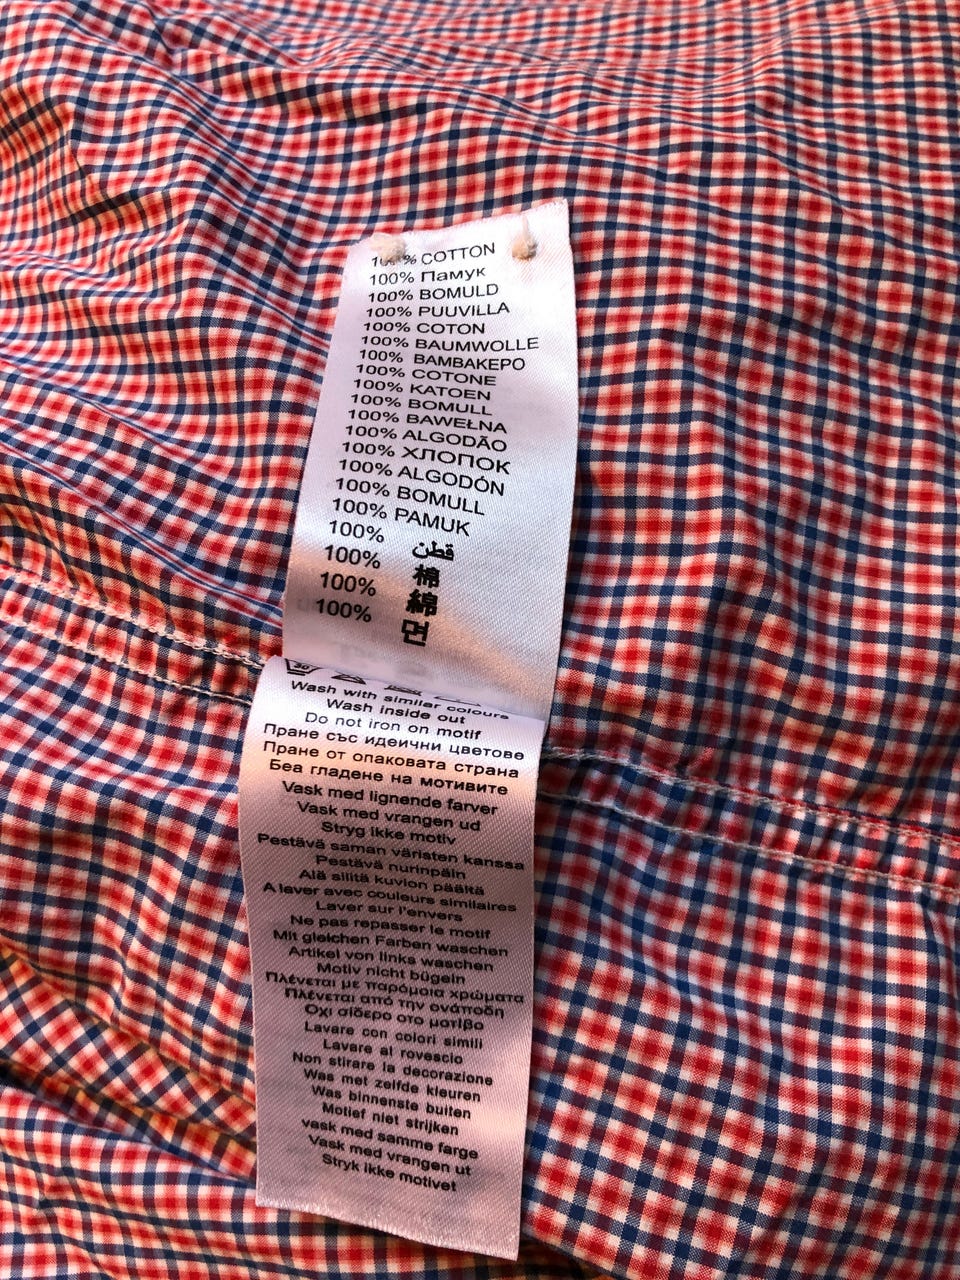 100% COTTON
100% Памук
100% BOMULD
100% PUUVILLA
100% COTON
100% BAUMWOLLE
100% ΒΑΜΒΑΚΕΡΟ
100% COTONE
100% KATOEN
100% BOMULL
100% BAWEŁNA
100% ALGODÃO
100% ХЛОПОК
100% ALGODÓN
100% BOMULL
100% PAMUK
100% قطن
100% 棉
100% 綿
100% 면
30
Wash with similar colours
Wash inside out
Do not iron on motif
Пране със идеични цветове
Пране от опаковата страна
Беа гладене на мотивите
Vask med lignende farver
Vask med vrangen ud
Stryg ikke motiv
Pestävä saman väristen kanssa
Pestävä nurinpäin
Alä silitä kuvion päältä
A laver avec couleurs similaires
Laver sur l'envers
Ne pas repasser le motif
Mit gleichen Farben waschen
Artikel von links waschen
Motiv nicht bügeln
Πλένεται με παρόμοια χρώματα
Πλένεται από την ανάποδη
Οχι σίδερο στο μοτίβο
Lavare con colori simili
Lavare al rovescio
Non stirare la decorazione
Was met zelfde kleuren
Was binnenste buiten
Motief niet strijken
vask med samme farge
Vask med vrangen ut
Stryk ikke motivet